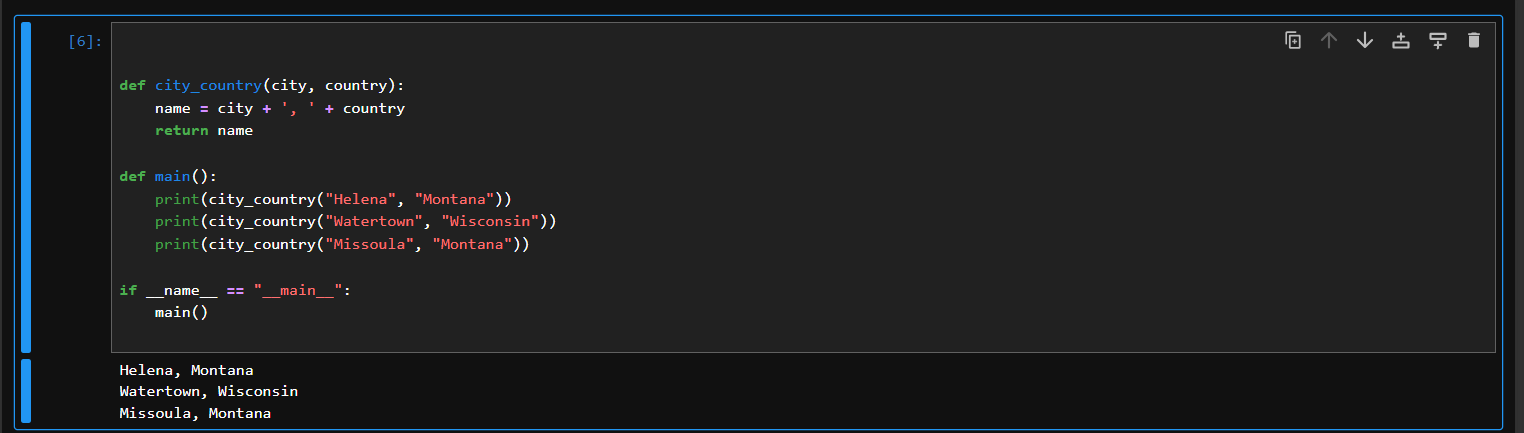 [6]:
def city_country(city, country):
    name = city + ', ' + country
    return name
def main():
    print(city_country("Helena", "Montana"))
    print(city_country("Watertown", "Wisconsin"))
    print(city_country("Missoula", "Montana"))
if __name__ == "__main__":
    main()
Helena, Montana
Watertown, Wisconsin
Missoula, Montana